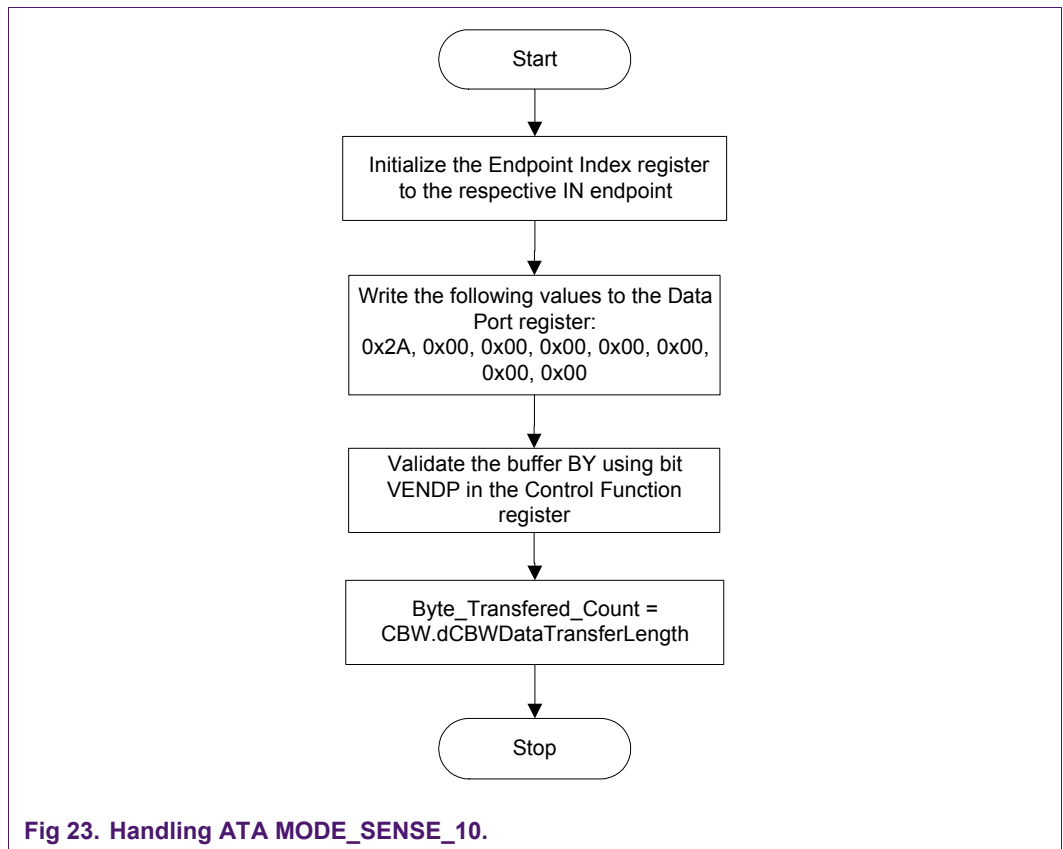 Start
Initialize the Endpoint Index register
to the respective IN endpoint
Write the following values to the Data
Port register:
0x2A, 0x00, 0x00, 0x00, 0x00, 0x00,
0x00, 0x00
Validate the buffer BY using bit
VENDP in the Control Function
register
Byte_Transfered_Count =
CBW.dCBWDataTransferLength
Stop
Fig 23. Handling ATA MODE_SENSE_10.